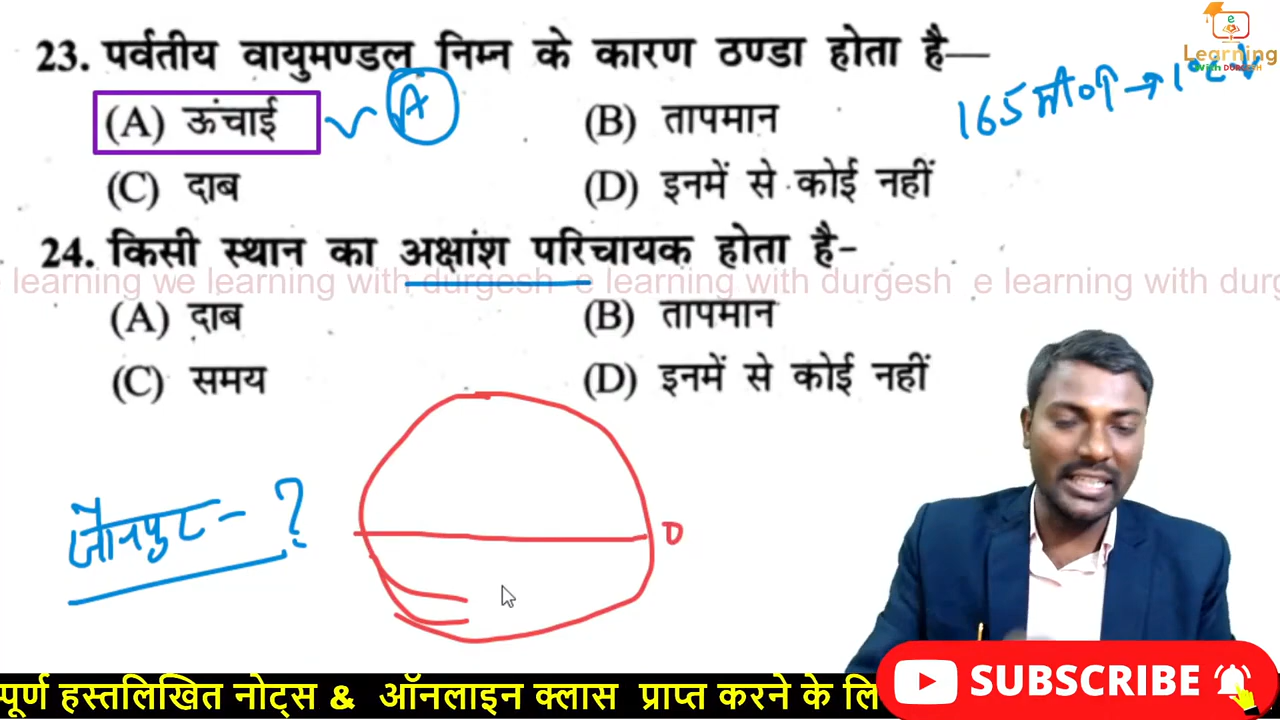 23. पर्वतीय वायुमण्डल निम्न के कारण ठण्डा होता है—
(A) ऊंचाई
A
(B) तापमान
165 मी०पे → 1°C ↓
(C) दाब
(D) इनमें से कोई नहीं
24. किसी स्थान का अक्षांश परिचायक होता है-
e learning we learning with durgesh e learning with durgesh e learning with durg
(A) दाब
(B) तापमान
(C) समय
(D) इनमें से कोई नहीं
जौनपुर - ?
0
e
Learning
With DURGESH
पूर्ण हस्तलिखित नोट्स & ऑनलाइन क्लास प्राप्त करने के लि
SUBSCRIBE